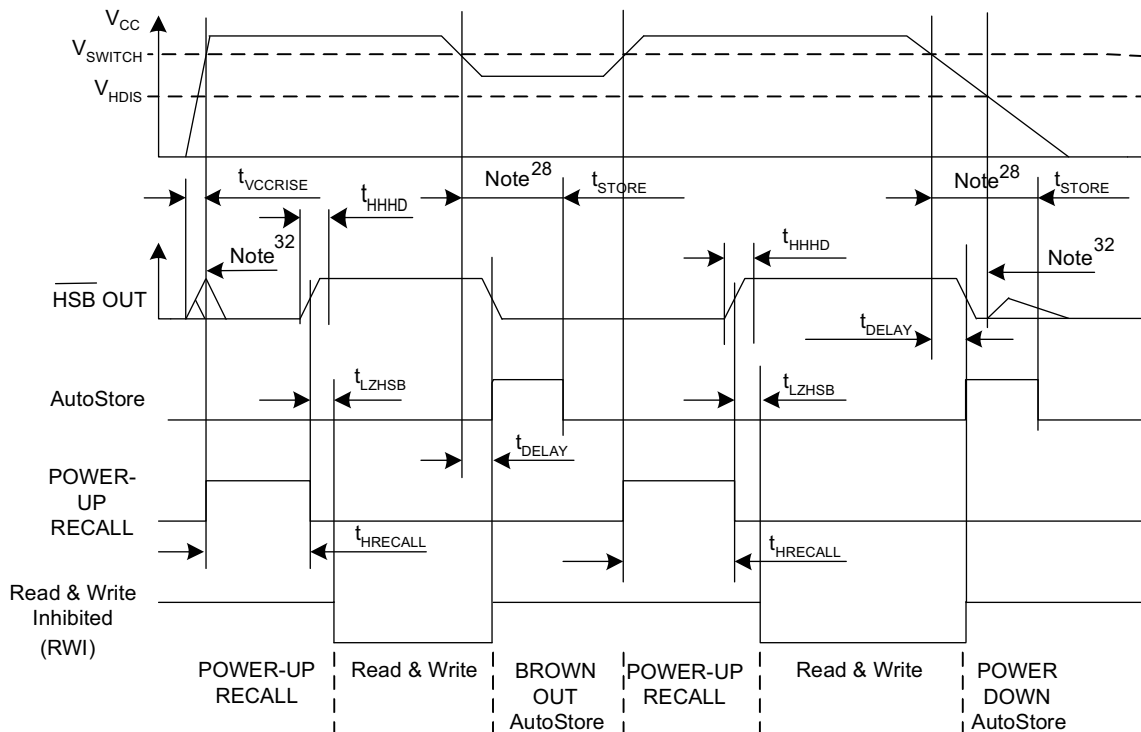 VCC
VSWITCH
VHDIS
tVCCRISE
tHHHD
Note28
tSTORE
Note28
tSTORE
Note32
tHHHD
Note32
HSB OUT
tDELAY
tLZHSB
tLZHSB
AutoStore
tDELAY
POWER-
UP
RECALL
tHRECALL
tHRECALL
Read & Write
Inhibited
(RWI)
POWER-UP
RECALL
Read & Write
BROWN
OUT
AutoStore
POWER-UP
RECALL
Read & Write
POWER
DOWN
AutoStore